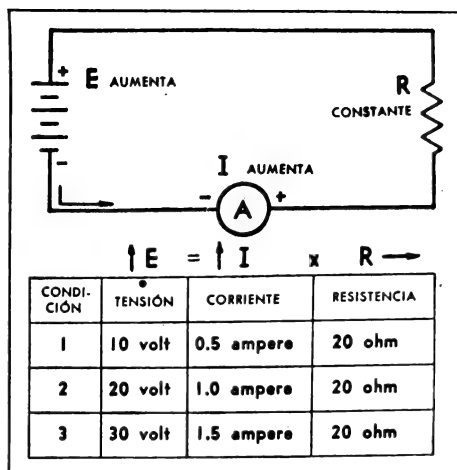 +
E AUMENTA
R
CONSTANTE
-
I AUMENTA
- A +
↑ E = ↑ I x R →
CONDI-
CIÓN TENSIÓN CORRIENTE RESISTENCIA
1 10 volt 0.5 ampere 20 ohm
2 20 volt 1.0 ampere 20 ohm
3 30 volt 1.5 ampere 20 ohm